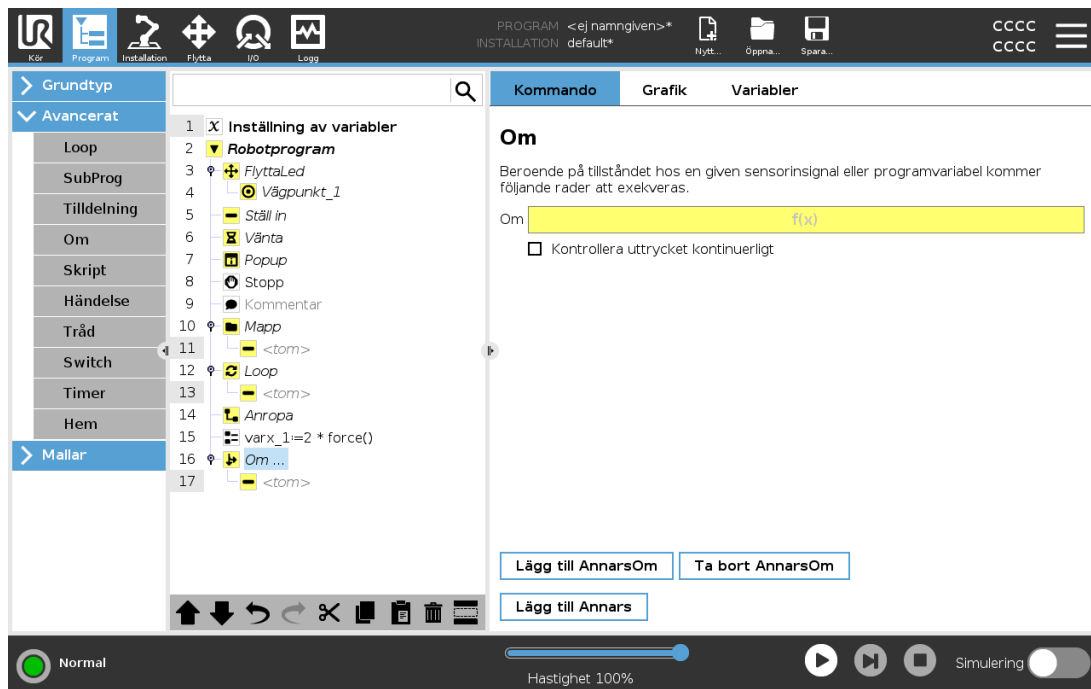 UR
PROGRAM <ej namngiven>*
INSTALLATION default*
CCCC
CCCC
Kör Program Installation Flytta I/O Logg
Nytt... Öppna... Spara...
Grundtyp
Avancerat
Loop
SubProg
Tilldelning
Om
Skript
Händelse
Tråd
Switch
Timer
Hem
Mallar
1 X Inställning av variabler
2 Robotprogram
3 FlyttaLed
4 Vägpunkt_1
5 Ställ in
6 Vänta
7 Popup
8 Stopp
9 Kommentar
10 Mapp
11 <tom>
12 Loop
13 <tom>
14 Anropa
15 varx_1:=2 * force()
16 Om ...
17 <tom>
Kommando Grafik Variabler
Om
Beroende på tillståndet hos en given sensorinsignal eller programvariabel kommer
följande rader att exekveras.
Om f(x)
Kontrollera uttrycket kontinuerligt
Lägg till AnnarsOm Ta bort AnnarsOm
Lägg till Annars
Normal
Hastighet 100%
Simulering